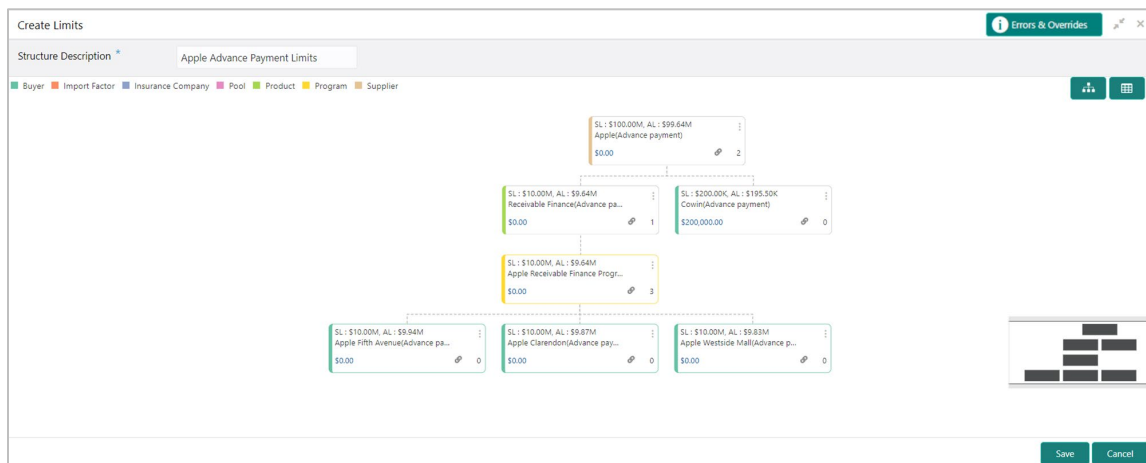 Create Limits
Errors & Overrides
Structure Description *
Apple Advance Payment Limits
Buyer Import Factor Insurance Company Pool Product Program Supplier
SL : $100.00M, AL : $99.64M
Apple(Advance payment)
$0.00 2
SL : $10.00M, AL : $9.64M
Receivable Finance(Advance pa...
$0.00 1
SL : $200.00K, AL : $195.50K
Cowin(Advance payment)
$200,000.00 0
SL : $10.00M, AL : $9.64M
Apple Receivable Finance Progr...
$0.00 3
SL : $10.00M, AL : $9.94M
Apple Fifth Avenue(Advance pa...
$0.00 0
SL : $10.00M, AL : $9.87M
Apple Clarendon(Advance pay...
$0.00 0
SL : $10.00M, AL : $9.83M
Apple Westside Mall(Advance p...
$0.00 0
Save Cancel